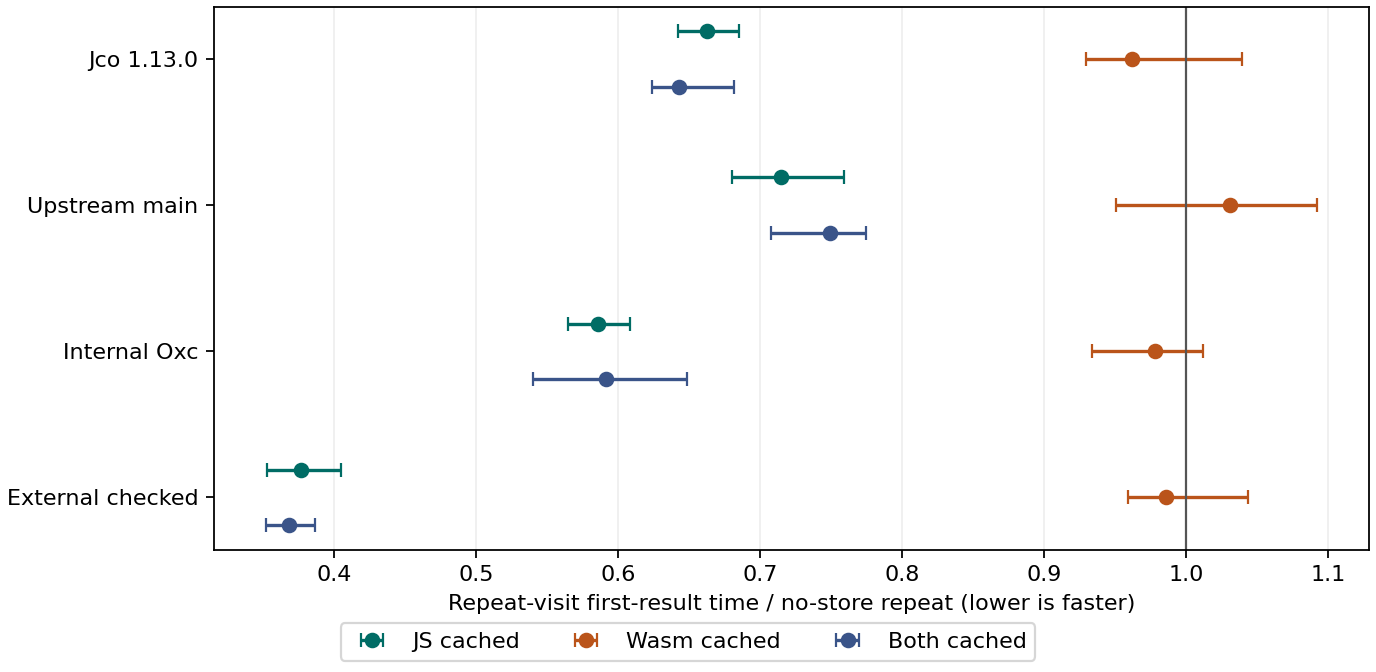 Jco 1.13.0
Upstream main
Internal Oxc
External checked
0.4 0.5 0.6 0.7 0.8 0.9 1.0 1.1
Repeat-visit first-result time / no-store repeat (lower is faster)
JS cached Wasm cached Both cached